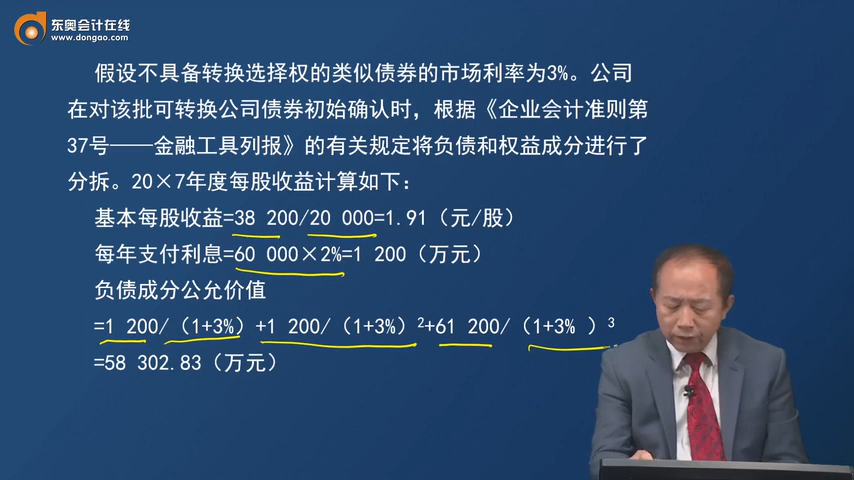 东奥会计在线
www.dongao.com
假设不具备转换选择权的类似债券的市场利率为3%。公司
在对该批可转换公司债券初始确认时，根据《企业会计准则第
37号——金融工具列报》的有关规定将负债和权益成分进行了
分拆。20×7年度每股收益计算如下：
基本每股收益=38 200/20 000=1.91（元/股）
每年支付利息=60 000×2%=1 200（万元）
负债成分公允价值
=1 200/（1+3%）+1 200/（1+3%）²+61 200/（1+3% ）³
=58 302.83（万元）